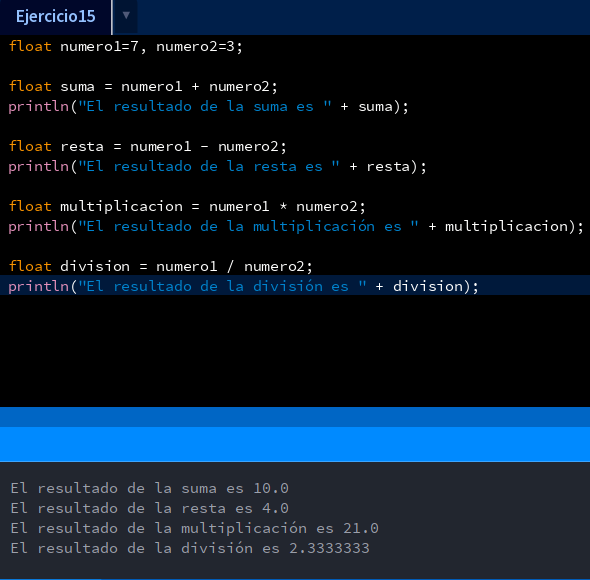 Ejercicio15
float numero1=7, numero2=3;
float suma = numero1 + numero2;
println("El resultado de la suma es " + suma);
float resta = numero1 - numero2;
println("El resultado de la resta es " + resta);
float multiplicacion = numero1 * numero2;
println("El resultado de la multiplicación es " + multiplicacion);
float division = numero1 / numero2;
println("El resultado de la división es " + division);
El resultado de la suma es 10.0
El resultado de la resta es 4.0
El resultado de la multiplicación es 21.0
El resultado de la división es 2.3333333